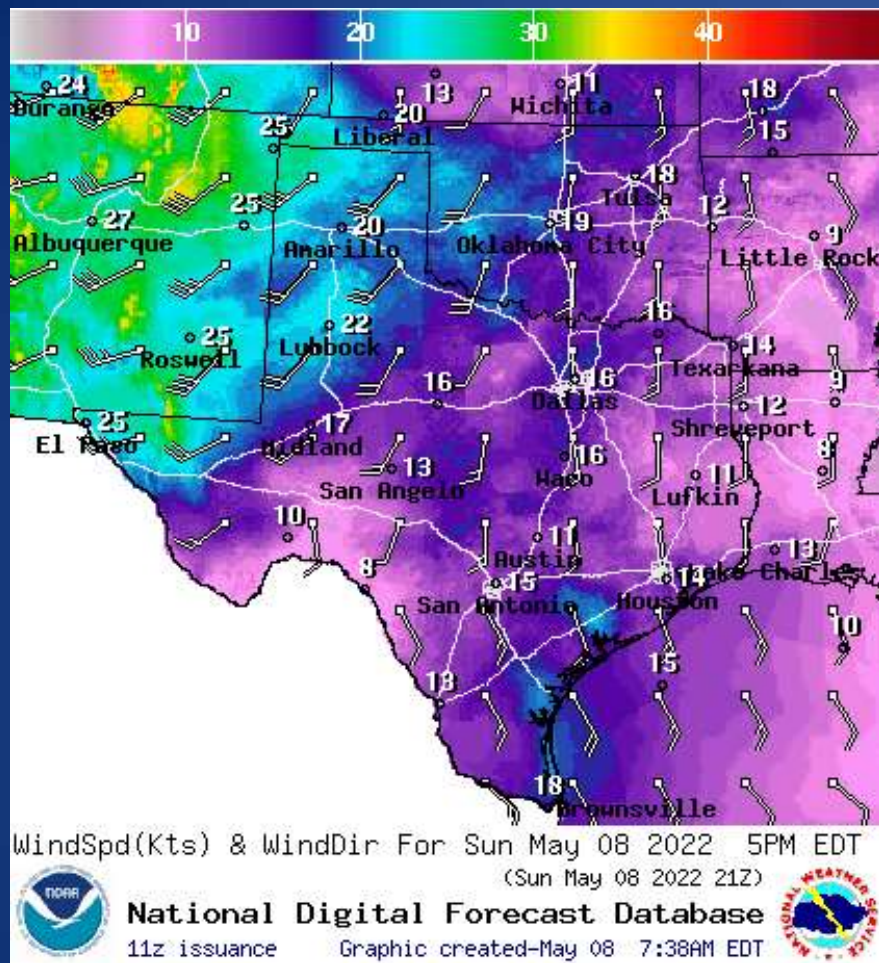 10 20 30 40
24 13 11 18
Durango Wichita
25 20 15
Liberal
18
Tulsa
27 25 20 19 12 9
Albuquerque Amarillo Oklahoma City Little Rock
25 22 16
Roswell Lubbock 14
Texarkana
16 16 9
Dallas 12
25 17 Shreveport
El Paso Midland
13 16 11 8
San Angelo Waco Lufkin
10 11 13
Austin
8 15 14 Lake Charles
San Antonio Houston
10
13 15
18
Brownsville
WindSpd(Kts) & WindDir For Sun May 08 2022 5PM EDT
(Sun May 08 2022 21Z)
National Digital Forecast Database
11z issuance Graphic created-May 08 7:38AM EDT
NOAA
NATIONAL WEATHER SERVICE